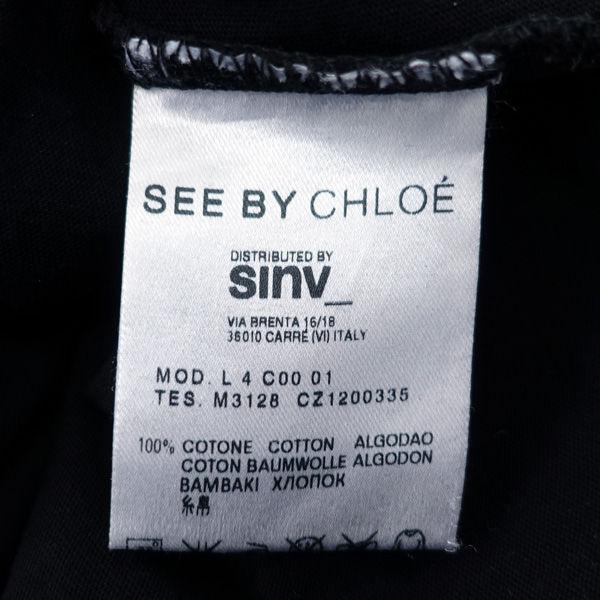 SEE BY CHLOÉ
DISTRIBUTED BY
sinv_
VIA BRENTA 16/18
36010 CARRÉ (VI) ITALY
MOD. L 4 C00 01
TES. M3128 CZ1200335
100% COTONE COTTON ALGODAO
COTON BAUMWOLLE ALGODON
BAMBAKI ХЛОПОК
綿